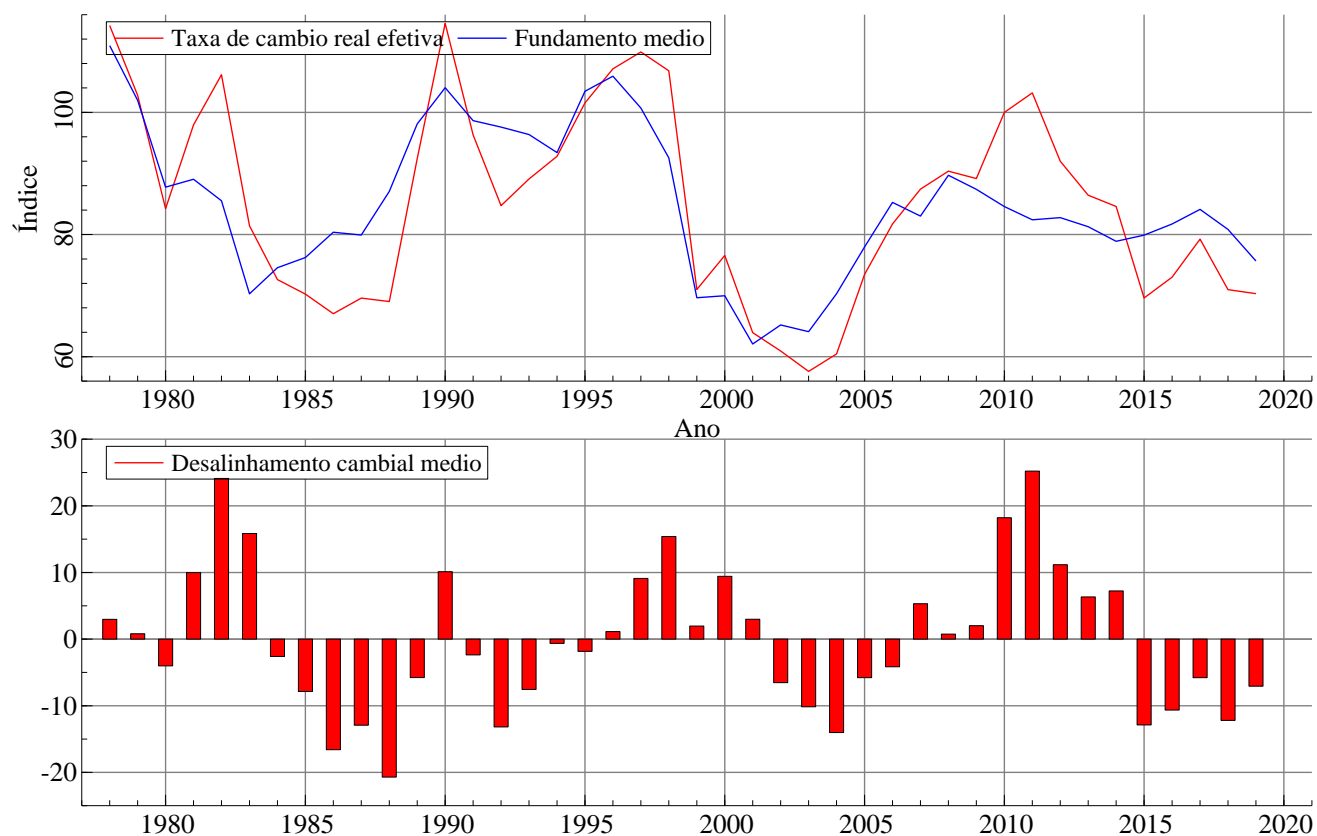 Taxa de cambio real efetiva Fundamento medio
Índice
100
80
60
1980 1985 1990 1995 2000 2005 2010 2015 2020
Ano
Desalinhamento cambial medio
30
20
10
0
-10
-20
1980 1985 1990 1995 2000 2005 2010 2015 2020